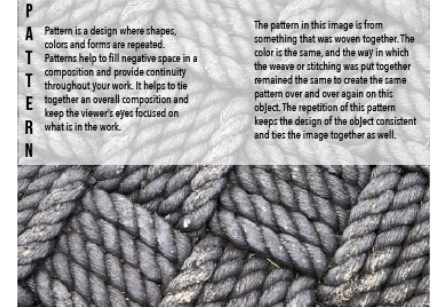 PATTERN
Pattern is a design where shapes,
colors and forms are repeated.
Patterns help to fill negative space in a
composition and provide continuity
throughout your work. It helps to tie
together an overall composition and
keep the viewer's eyes focused on
what is in the work.
The pattern in this image is from
something that was woven together. The
color is the same, and the way in which
the weave or stitching was put together
remained the same to create the same
pattern over and over again on this
object. The repetition of this pattern
keeps the design of the object consistent
and ties the image together as well.